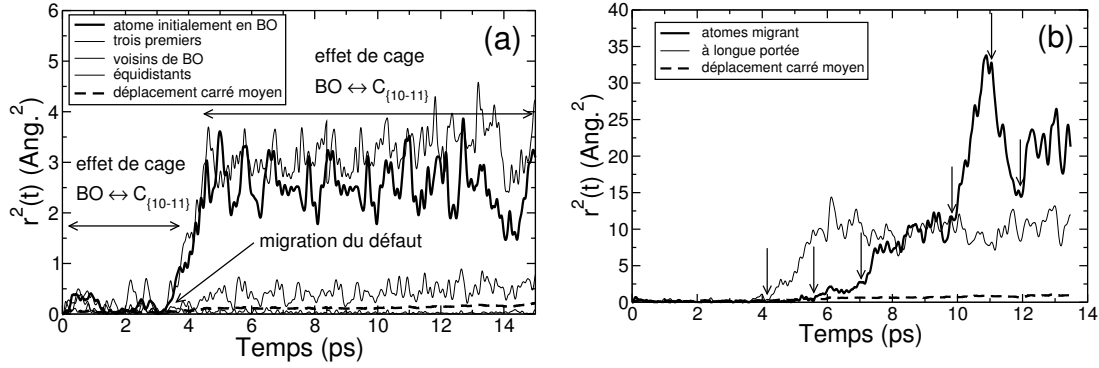 (a)
atome initialement en BO
trois premiers
voisins de BO
équidistants
déplacement carré moyen
effet de cage
BO ↔ C{10-11}
effet de cage
BO ↔ C{10-11}
migration du défaut
r²(t) (Ang.²)
0
1
2
3
4
5
6
0 2 4 6 8 10 12 14
Temps (ps)
(b)
atomes migrant
à longue portée
déplacement carré moyen
r²(t) (Ang.²)
0
5
10
15
20
25
30
35
40
0 2 4 6 8 10 12 14
Temps (ps)